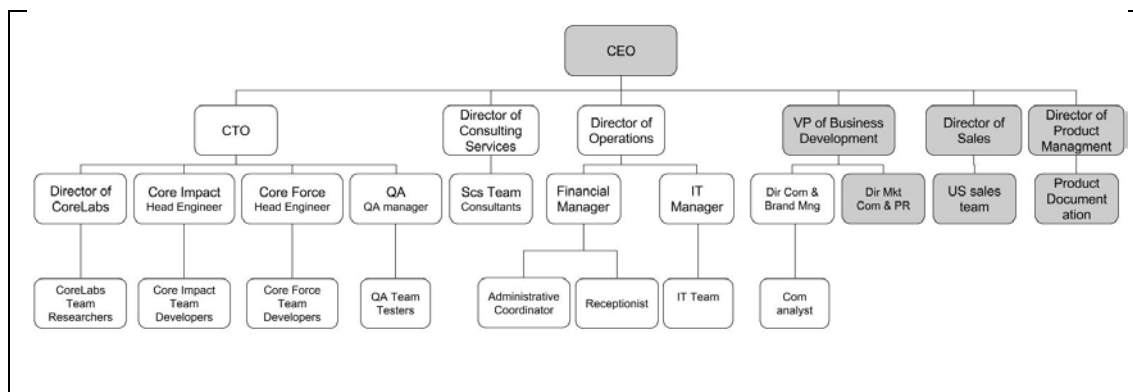 CEO
CTO
Director of
Consulting
Services
Director of
Operations
VP of Business
Development
Director of
Sales
Director of
Product
Managment
Director of
CoreLabs
Core Impact
Head Engineer
Core Force
Head Engineer
QA
QA manager
Scs Team
Consultants
Financial
Manager
IT
Manager
Dir Com &
Brand Mng
Dir Mkt
Com & PR
US sales
team
Product
Document
ation
CoreLabs
Team
Researchers
Core Impact
Team
Developers
Core Force
Team
Developers
QA Team
Testers
Administrative
Coordinator
Receptionist
IT Team
Com
analyst